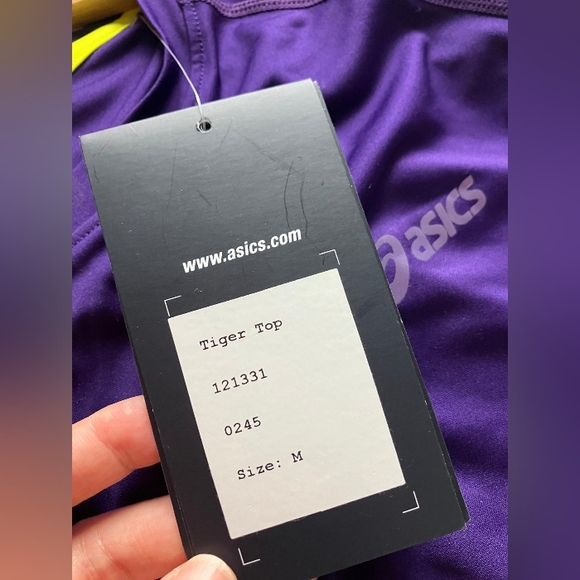 www.asics.com
asics
Tiger Top
121331
0245
Size: M